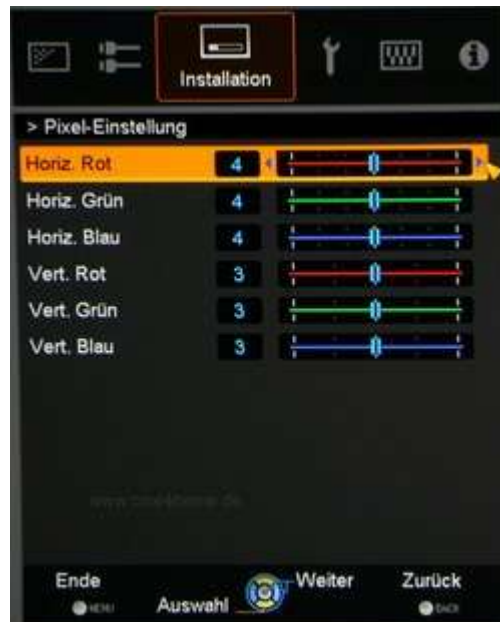 Installation
> Pixel-Einstellung
Horiz. Rot 4
Horiz. Grün 4
Horiz. Blau 4
Vert. Rot 3
Vert. Grün 3
Vert. Blau 3
Ende Weiter Zurück
MENU Auswahl BACK